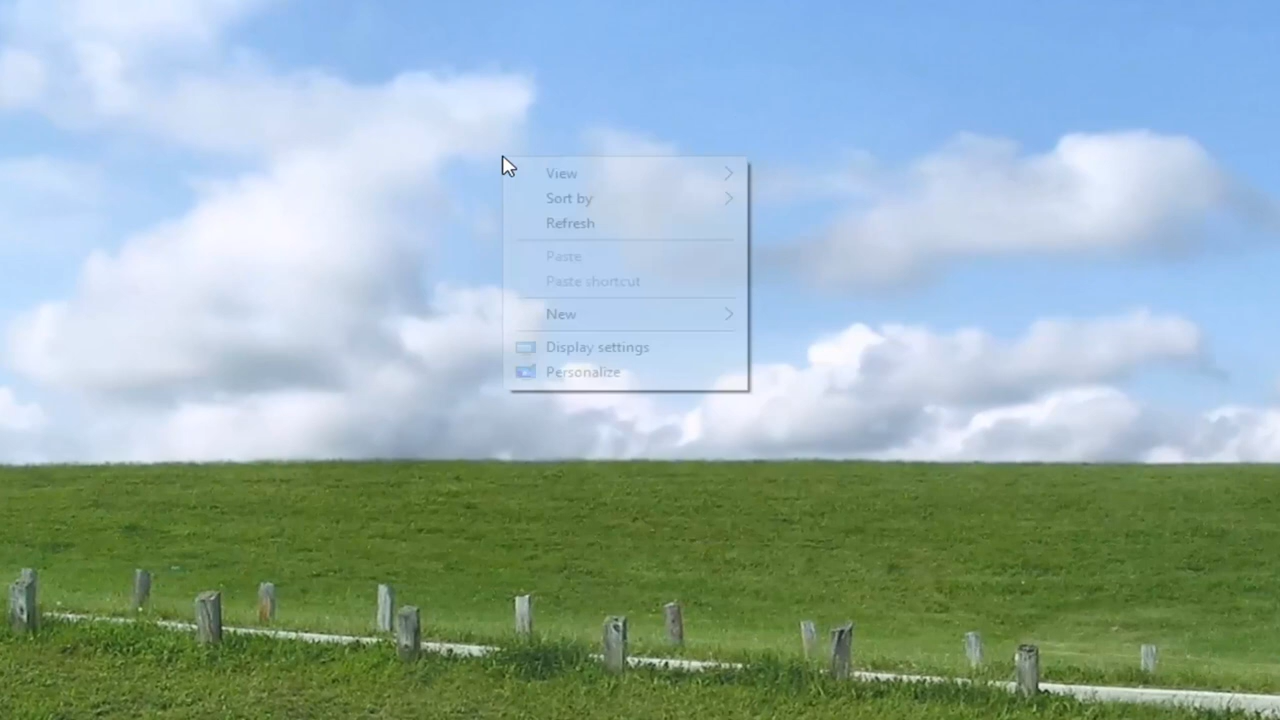 View
Sort by
Refresh
Paste
Paste shortcut
New
Display settings
Personalize